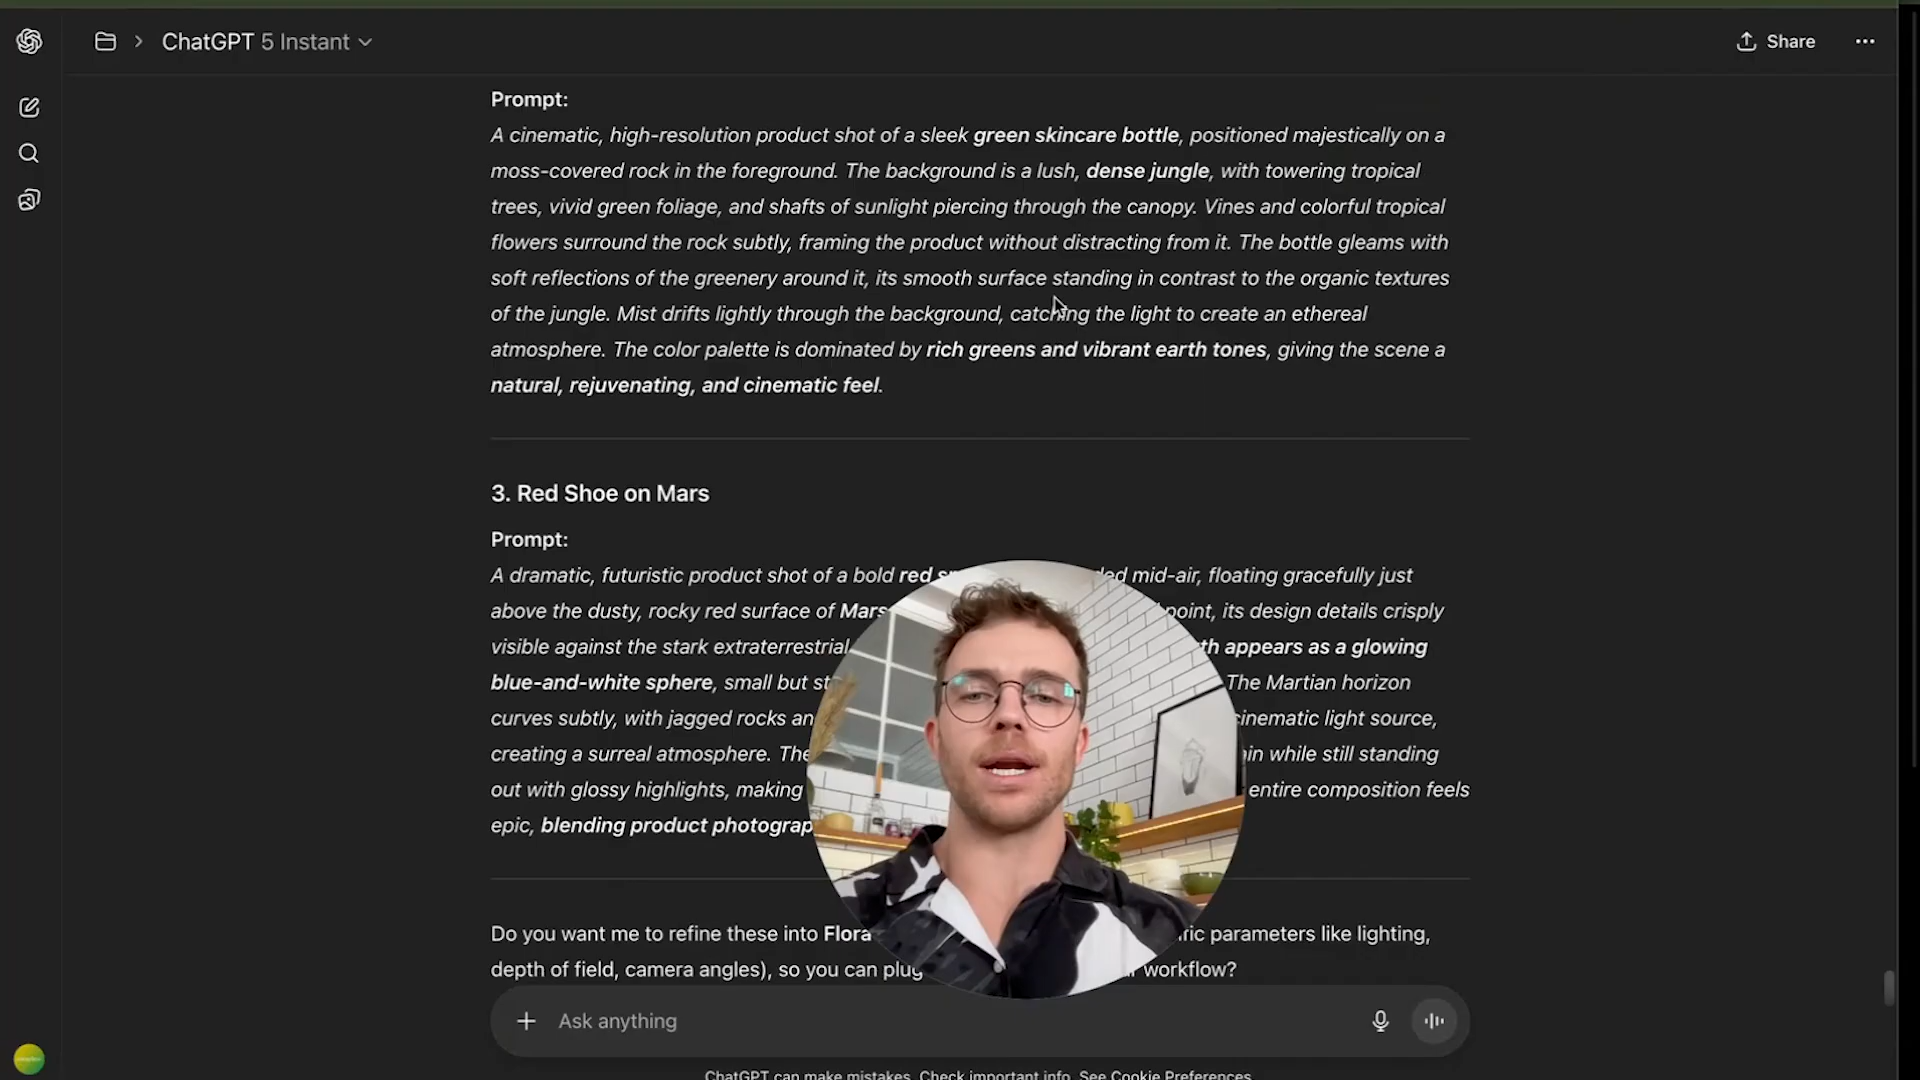 ChatGPT 5 Instant
Share
Prompt:
A cinematic, high-resolution product shot of a sleek green skincare bottle, positioned majestically on a
moss-covered rock in the foreground. The background is a lush, dense jungle, with towering tropical
trees, vivid green foliage, and shafts of sunlight piercing through the canopy. Vines and colorful tropical
flowers surround the rock subtly, framing the product without distracting from it. The bottle gleams with
soft reflections of the greenery around it, its smooth surface standing in contrast to the organic textures
of the jungle. Mist drifts lightly through the background, catching the light to create an ethereal
atmosphere. The color palette is dominated by rich greens and vibrant earth tones, giving the scene a
natural, rejuvenating, and cinematic feel.
3. Red Shoe on Mars
Prompt:
A dramatic, futuristic product shot of a bold red mid-air, floating gracefully just
above the dusty, rocky red surface of Mars point, its design details crisply
visible against the stark extraterrestrial appears as a glowing
blue-and-white sphere, small but The Martian horizon
curves subtly, with jagged rocks cinematic light source,
creating a surreal atmosphere. The while still standing
out with glossy highlights, making entire composition feels
epic, blending product
Do you want me to refine these into Flora parameters like lighting,
depth of field, camera angles), so you can plug workflow?
Ask anything
ChatGPT can make mistakes. Check important info. See Cookie Preferences.